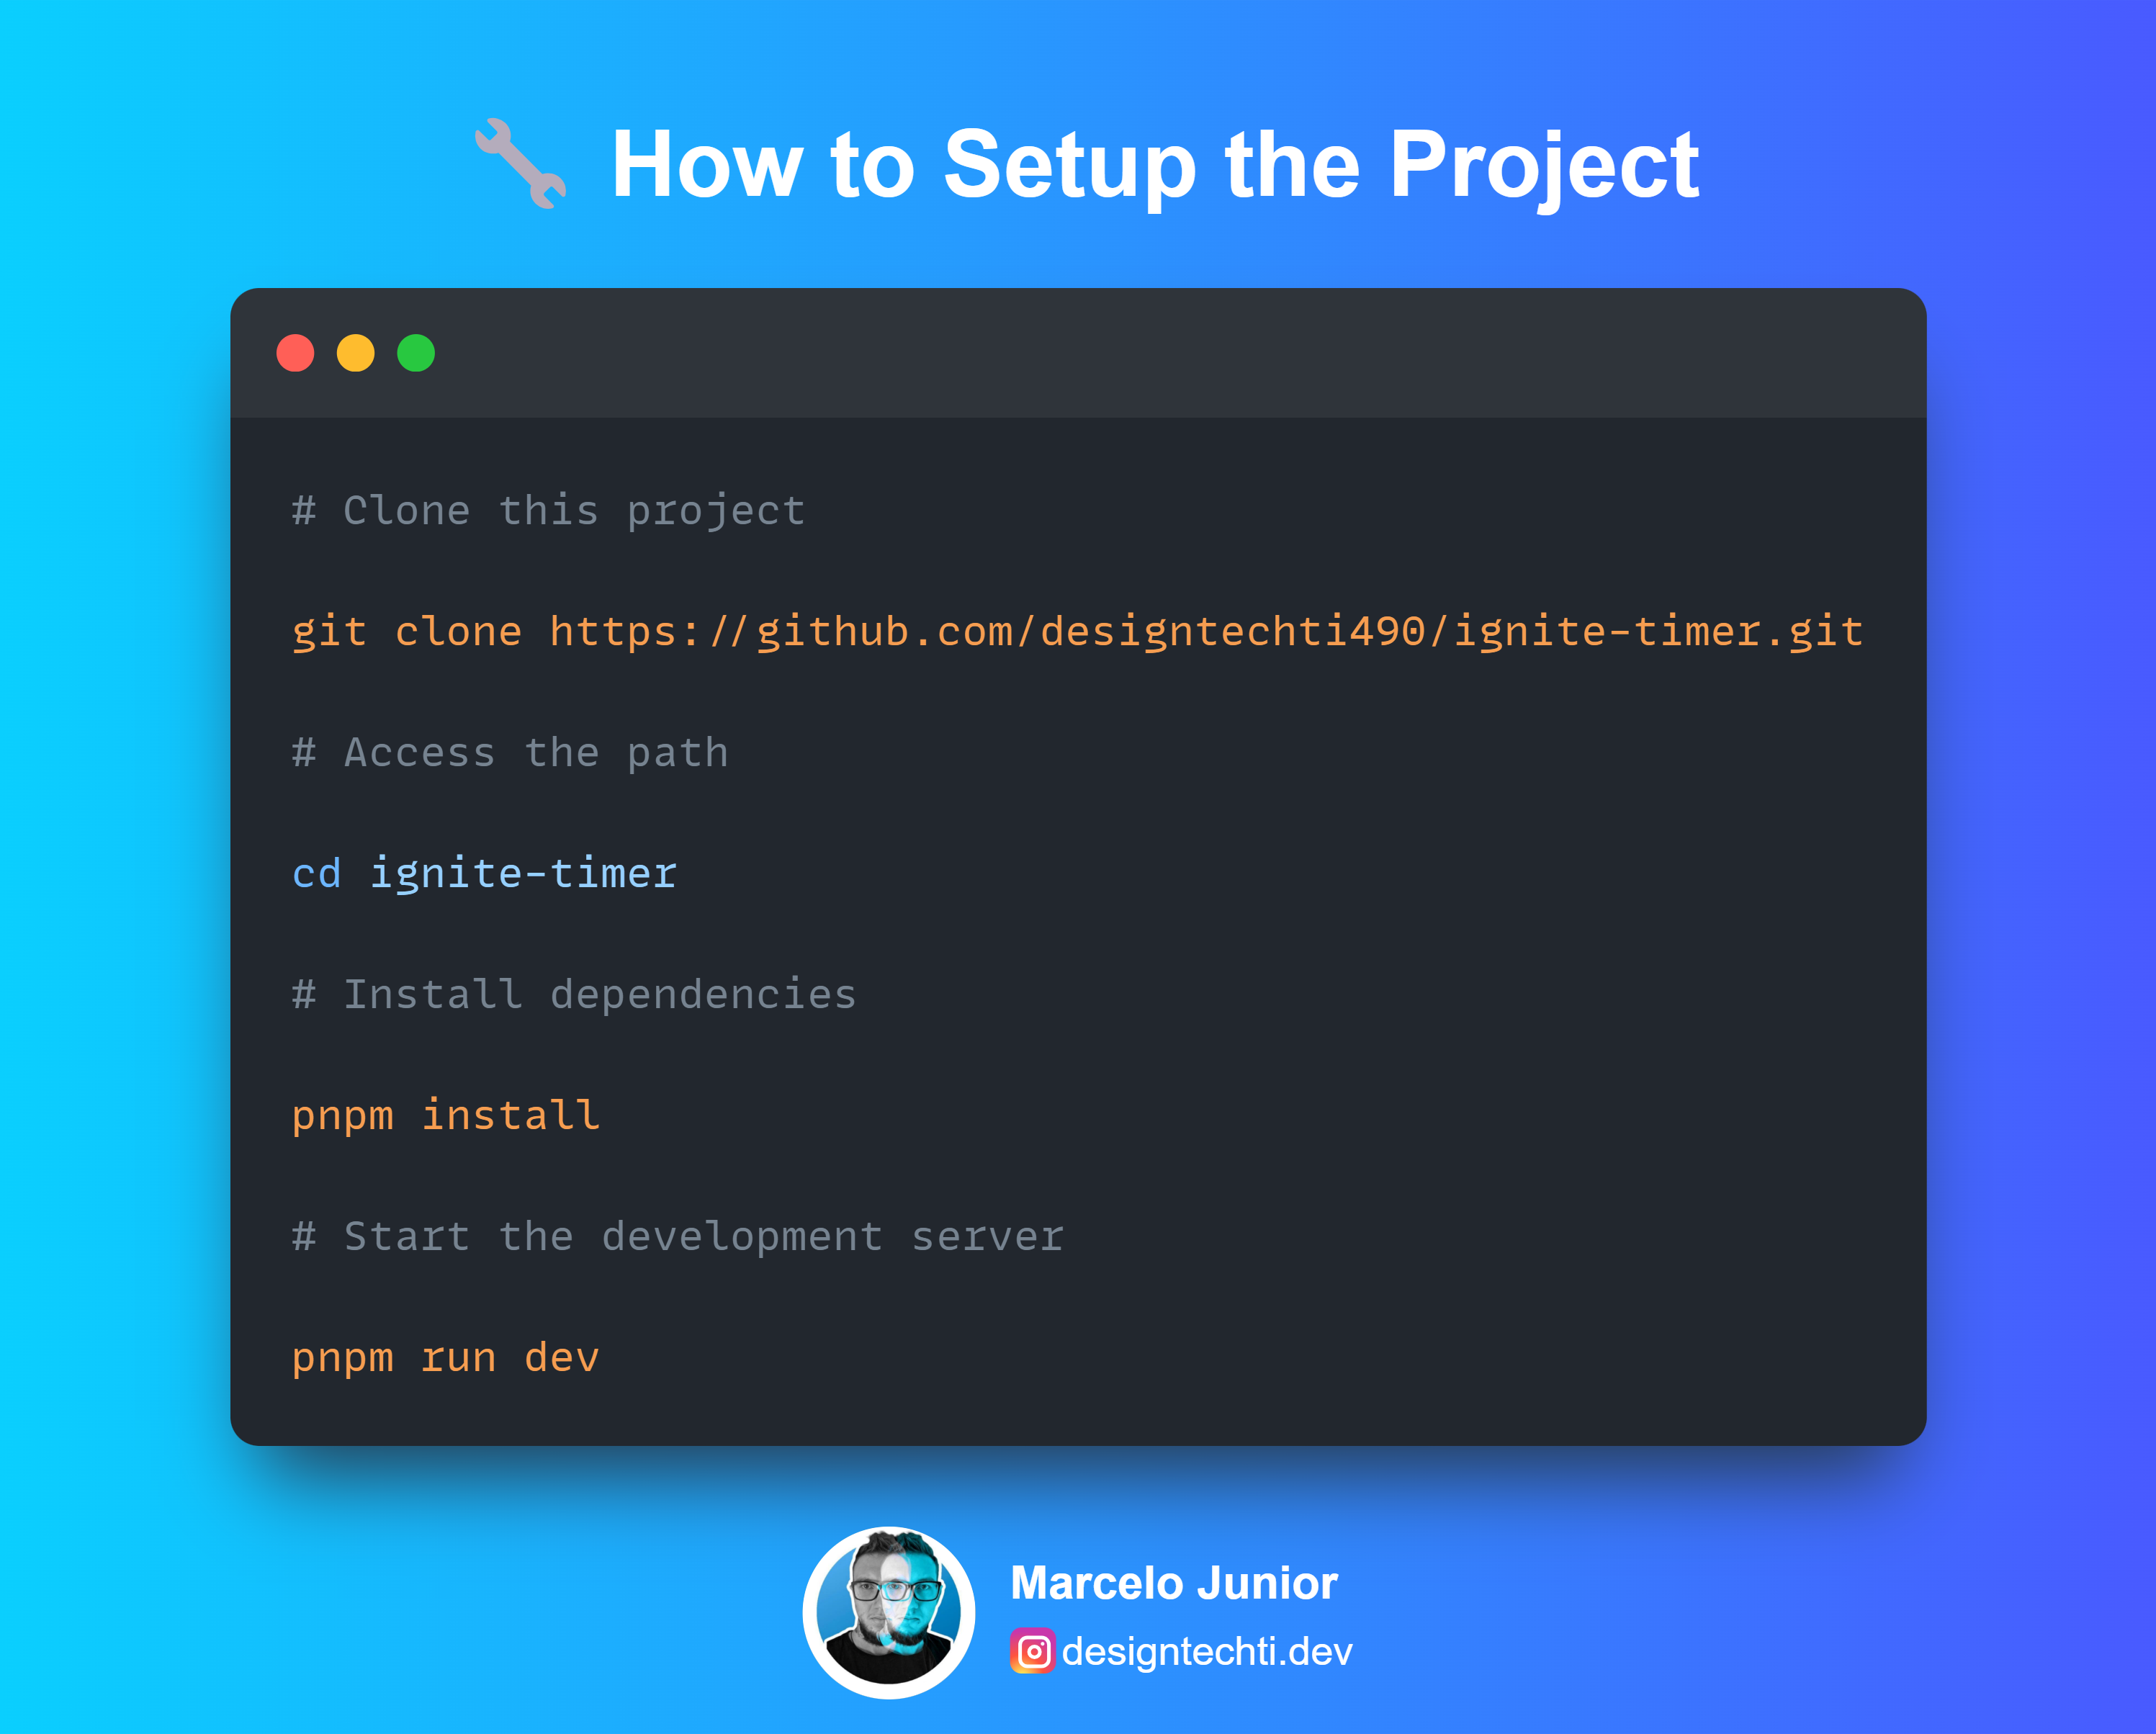 How to Setup the Project
# Clone this project
git clone https://github.com/designtechti490/ignite-timer.git
# Access the path
cd ignite-timer
# Install dependencies
pnpm install
# Start the development server
pnpm run dev
Marcelo Junior
designtechti.dev